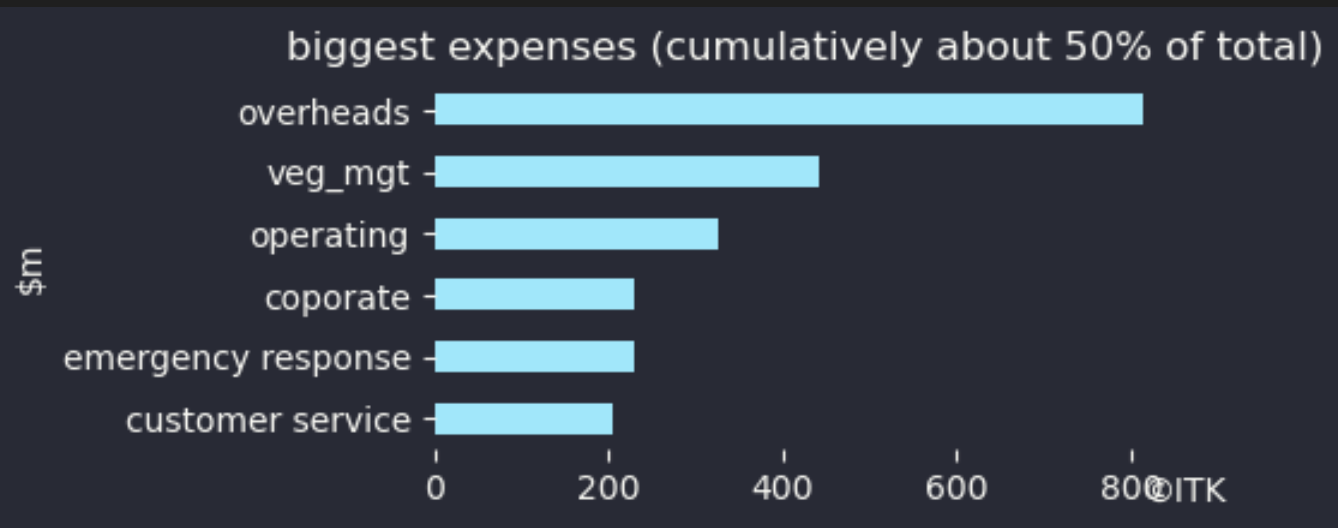 biggest expenses (cumulatively about 50% of total)
overheads
veg_mgt
operating
$m
coporate
emergency response
customer service
0 200 400 600 800 ©ITK